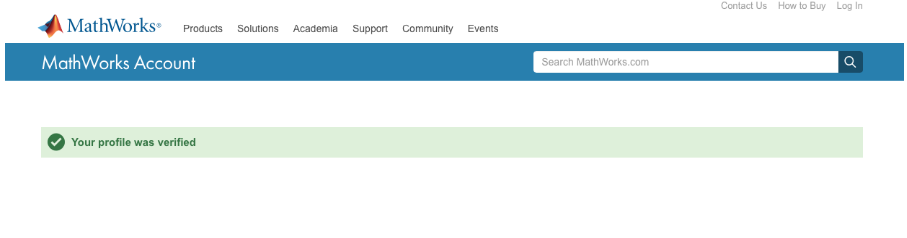 Contact Us How to Buy Log In
MathWorks®
Products Solutions Academia Support Community Events
MathWorks Account
Search MathWorks.com
Your profile was verified